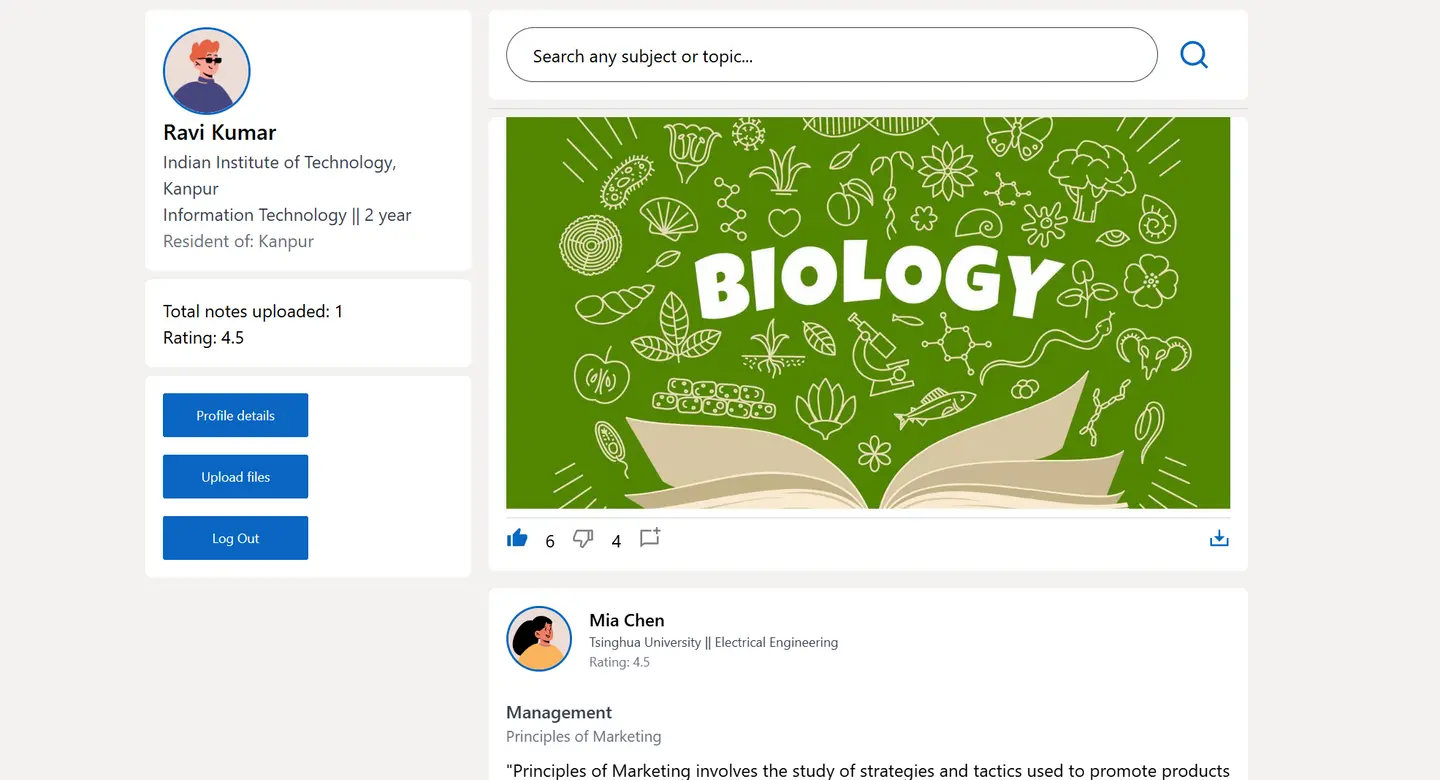 Ravi Kumar
Indian Institute of Technology,
Kanpur
Information Technology || 2 year
Resident of: Kanpur
Total notes uploaded: 1
Rating: 4.5
Profile details
Upload files
Log Out
Search any subject or topic...
BIOLOGY
6 4
Mia Chen
Tsinghua University || Electrical Engineering
Rating: 4.5
Management
Principles of Marketing
"Principles of Marketing involves the study of strategies and tactics used to promote products